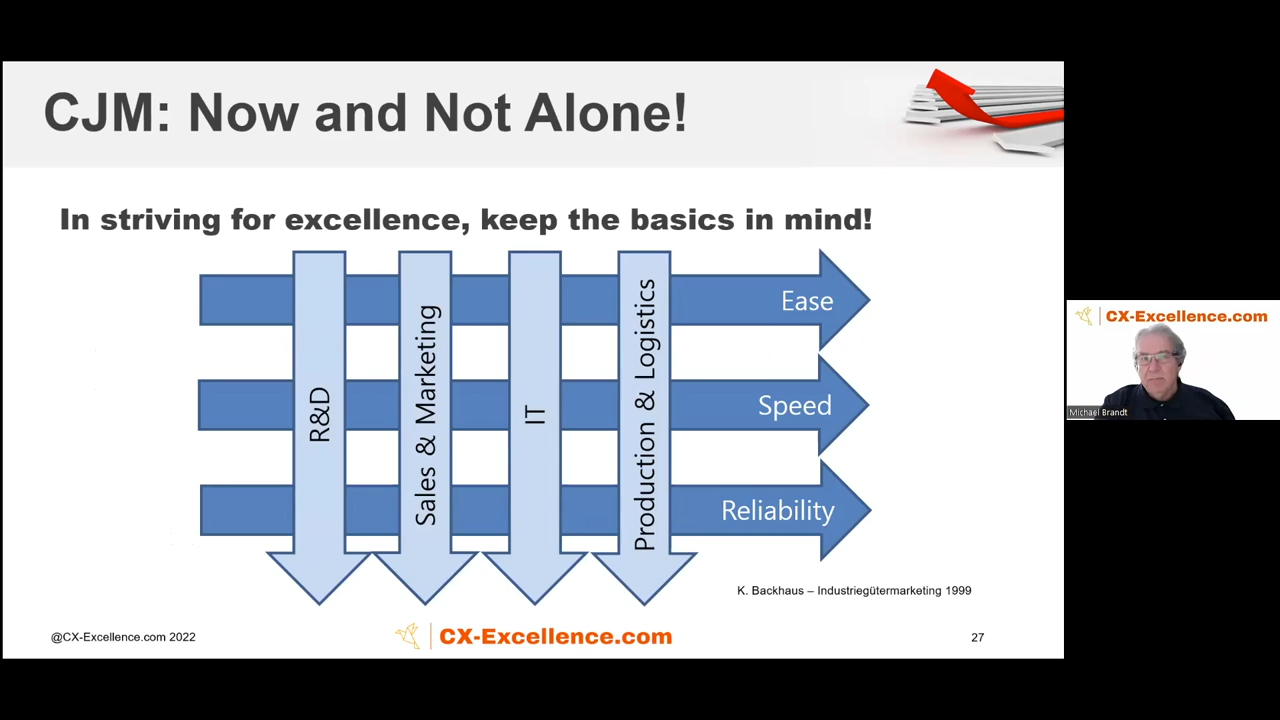 CJM: Now and Not Alone!
In striving for excellence, keep the basics in mind!
R&D
Sales & Marketing
IT
Production & Logistics
Ease
Speed
Reliability
K. Backhaus – Industriegütermarketing 1999
@CX-Excellence.com 2022
CX-Excellence.com
27
CX-Excellence.com
Michael Brandt